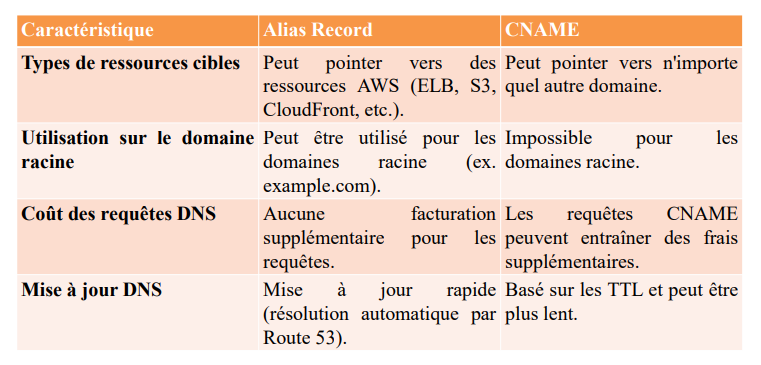 Caractéristique Alias Record CNAME
Types de ressources cibles Peut pointer vers des Peut pointer vers n'importe
ressources AWS (ELB, S3, quel autre domaine.
CloudFront, etc.).
Utilisation sur le domaine Peut être utilisé pour les Impossible pour les
racine domaines racine (ex. domaines racine.
example.com).
Coût des requêtes DNS Aucune facturation Les requêtes CNAME
supplémentaire pour les peuvent entraîner des frais
requêtes. supplémentaires.
Mise à jour DNS Mise à jour rapide Basé sur les TTL et peut être
(résolution automatique par plus lent.
Route 53).